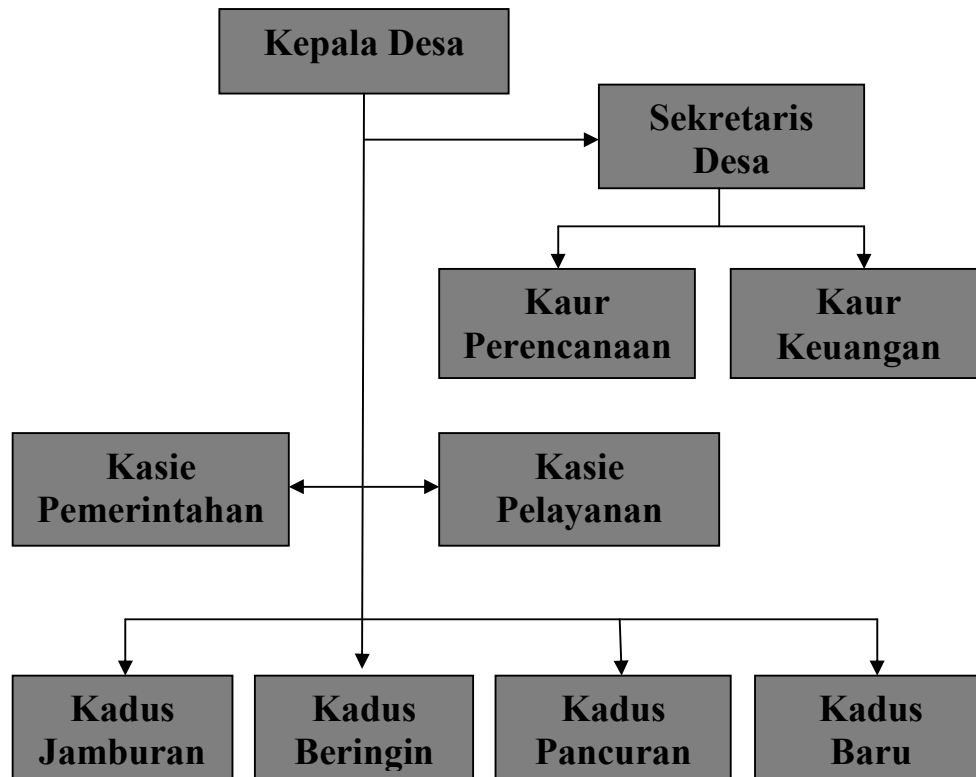 Kepala Desa
Sekretaris
Desa
Kaur
Perencanaan
Kaur
Keuangan
Kasie
Pemerintahan
Kasie
Pelayanan
Kadus
Jamburan
Kadus
Beringin
Kadus
Pancuran
Kadus
Baru